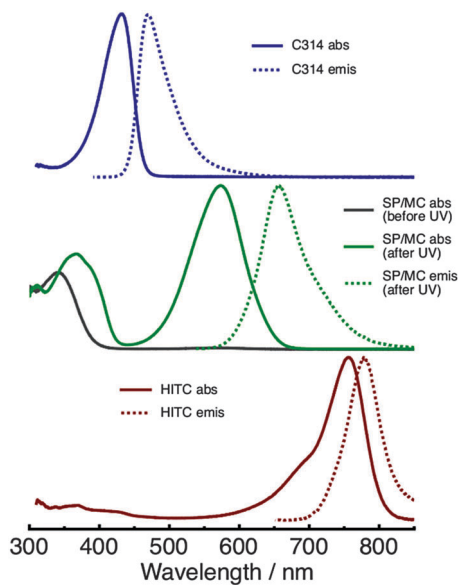 C314 abs
C314 emis
SP/MC abs
(before UV)
SP/MC abs
(after UV)
SP/MC emis
(after UV)
HITC abs
HITC emis
300 400 500 600 700 800
Wavelength / nm